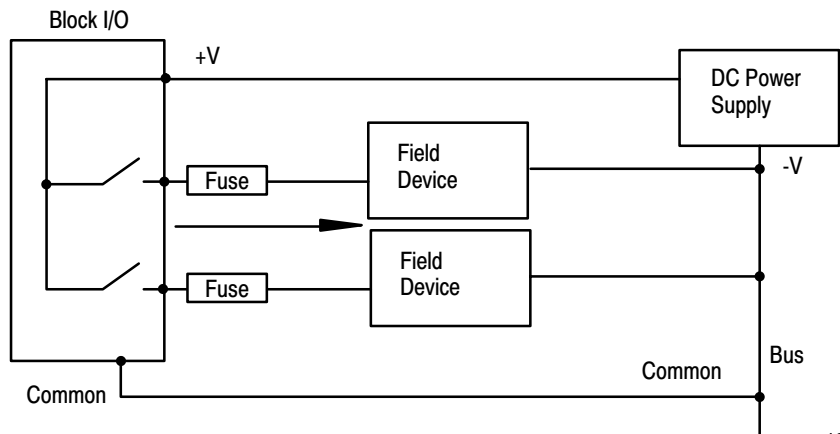 Block I/O
+V
DC Power
Supply
Field
Device
-V
Fuse
Field
Device
Fuse
Bus
Common
Common